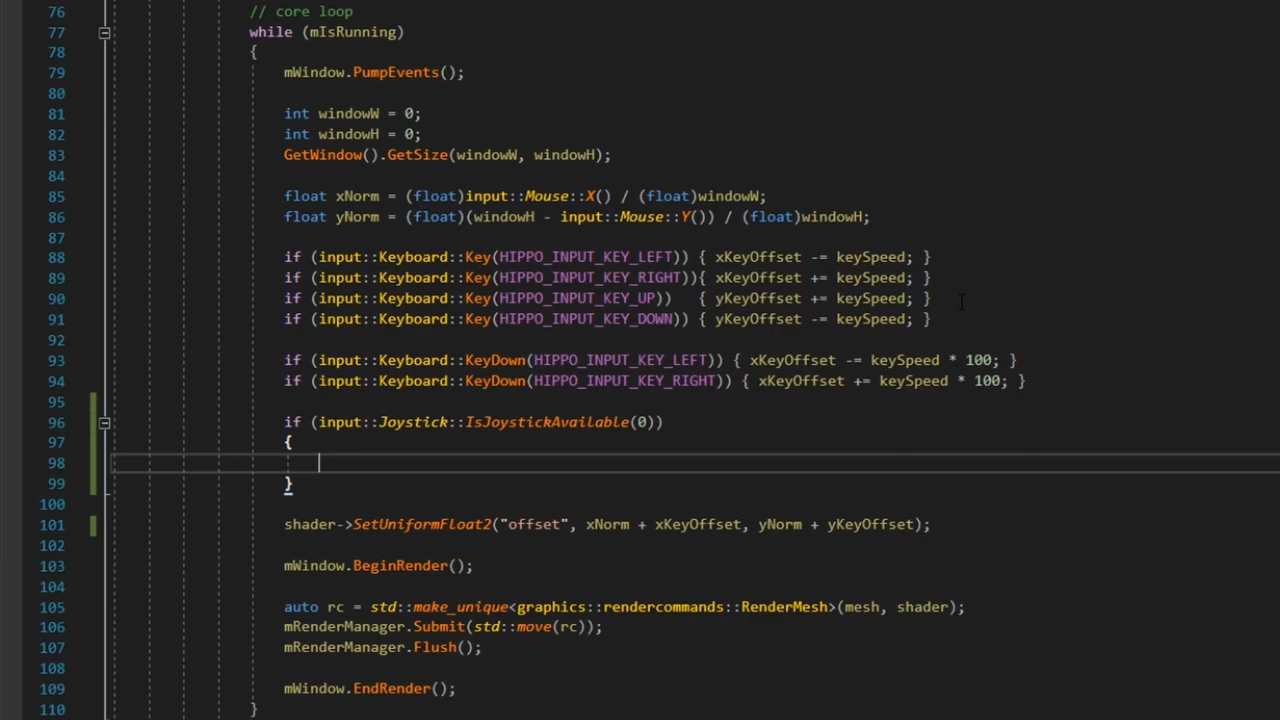 76 // core loop
77 while (mIsRunning)
78 {
79 mWindow.PumpEvents();
80
81 int windowW = 0;
82 int windowH = 0;
83 GetWindow().GetSize(windowW, windowH);
84
85 float xNorm = (float)input::Mouse::X() / (float)windowW;
86 float yNorm = (float)(windowH - input::Mouse::Y()) / (float)windowH;
87
88 if (input::Keyboard::Key(HIPPO_INPUT_KEY_LEFT)) { xKeyOffset -= keySpeed; }
89 if (input::Keyboard::Key(HIPPO_INPUT_KEY_RIGHT)){ xKeyOffset += keySpeed; }
90 if (input::Keyboard::Key(HIPPO_INPUT_KEY_UP))   { yKeyOffset += keySpeed; }
91 if (input::Keyboard::Key(HIPPO_INPUT_KEY_DOWN)) { yKeyOffset -= keySpeed; }
92
93 if (input::Keyboard::KeyDown(HIPPO_INPUT_KEY_LEFT)) { xKeyOffset -= keySpeed * 100; }
94 if (input::Keyboard::KeyDown(HIPPO_INPUT_KEY_RIGHT)) { xKeyOffset += keySpeed * 100; }
95
96 if (input::Joystick::IsJoystickAvailable(0))
97 {
98
99 }
100
101 shader->SetUniformFloat2("offset", xNorm + xKeyOffset, yNorm + yKeyOffset);
102
103 mWindow.BeginRender();
104
105 auto rc = std::make_unique<graphics::rendercommands::RenderMesh>(mesh, shader);
106 mRenderManager.Submit(std::move(rc));
107 mRenderManager.Flush();
108
109 mWindow.EndRender();
110 }